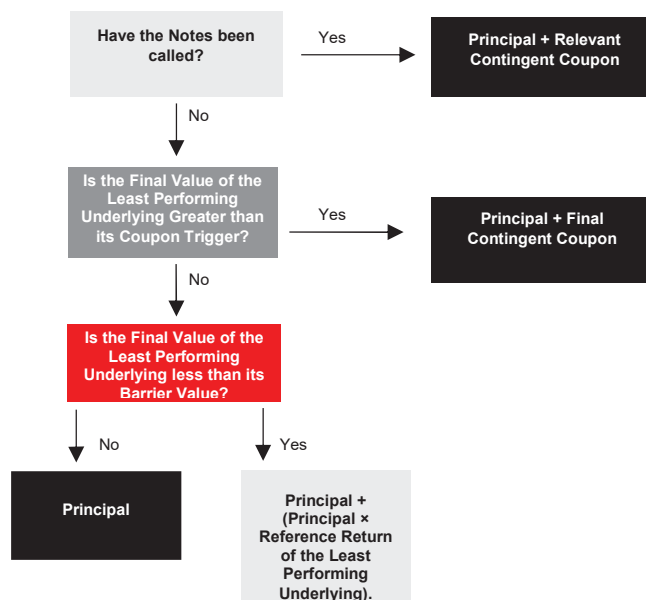 Have the Notes been
called?
Yes
Principal + Relevant
Contingent Coupon
No
Is the Final Value of the
Least Performing
Underlying Greater than
its Coupon Trigger?
Yes
Principal + Final
Contingent Coupon
No
Is the Final Value of the
Least Performing
Underlying less than its
Barrier Value?
No
Yes
Principal
Principal +
(Principal ×
Reference Return
of the Least
Performing
Underlying).